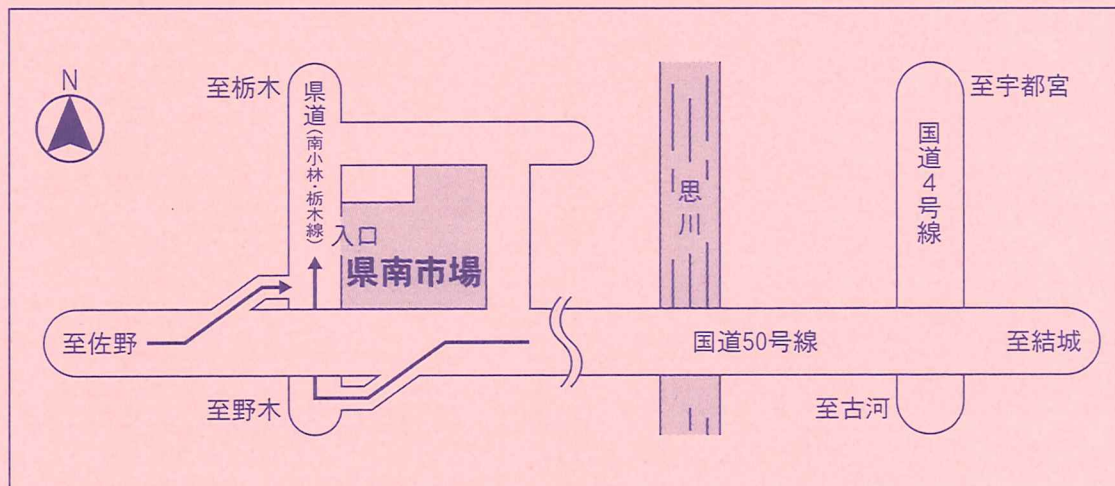 N
至栃木
県道(南小林・栃木線)
入口
県南市場
思川
至宇都宮
国道4号線
至佐野
国道50号線
至結城
至野木
至古河